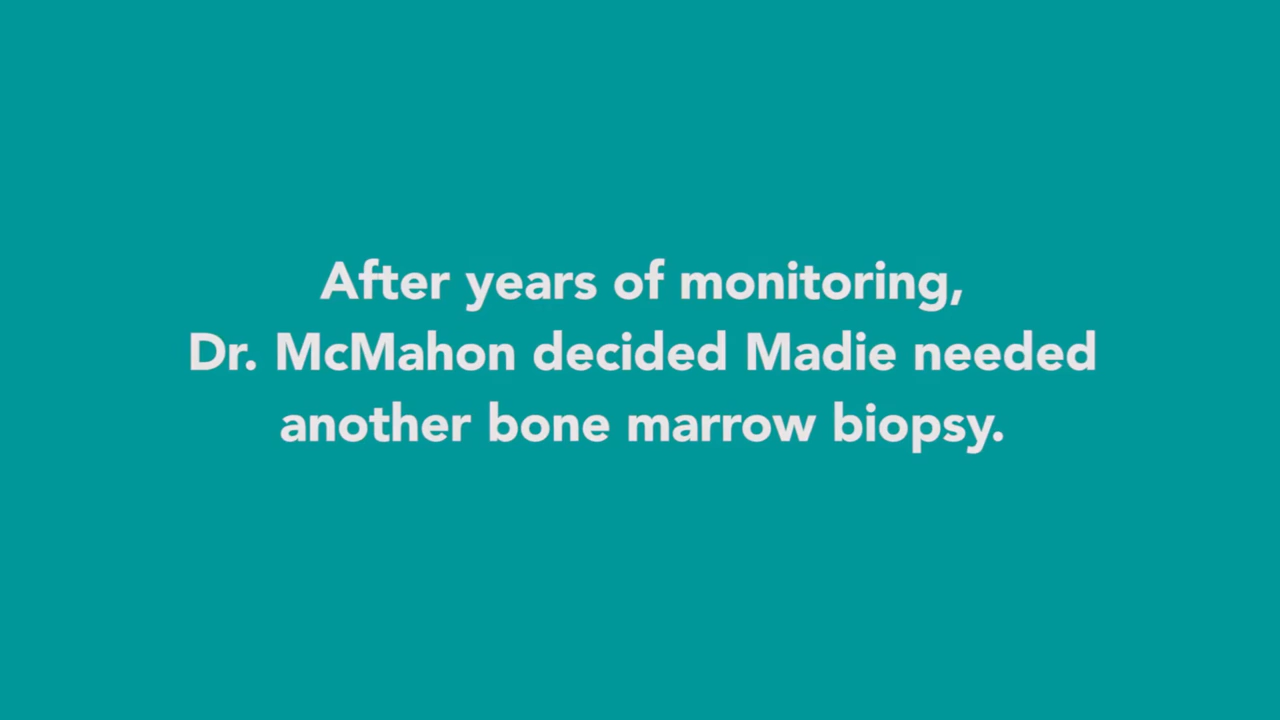 After years of monitoring,
Dr. McMahon decided Madie needed
another bone marrow biopsy.